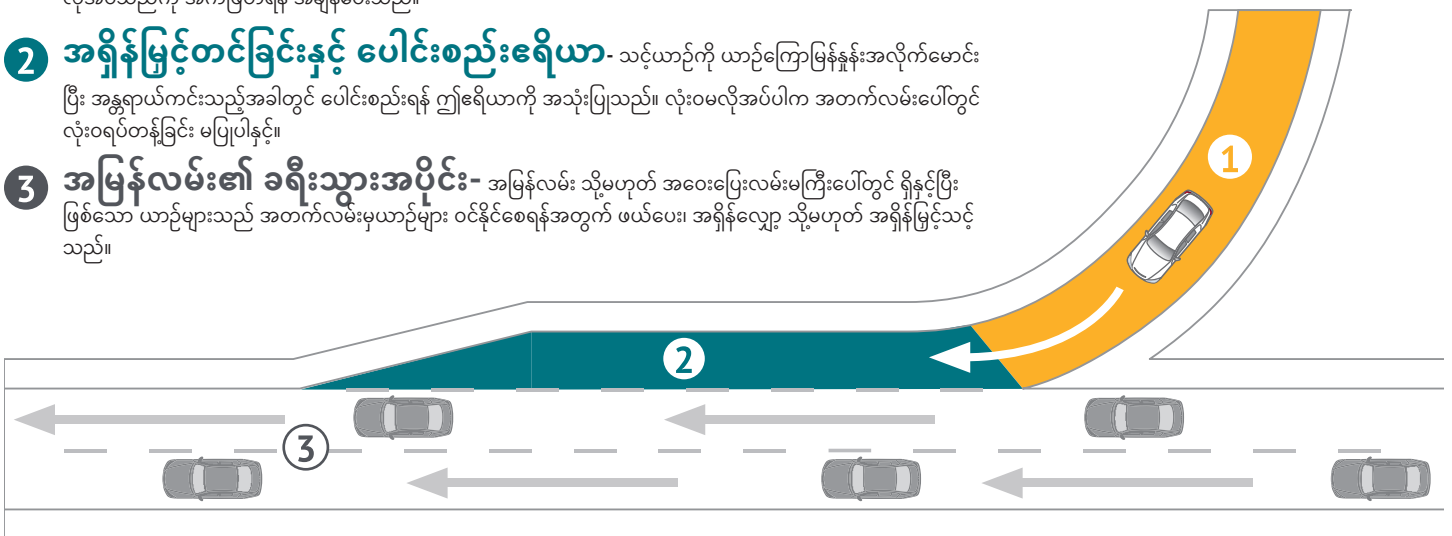 2 အရှိန်မြှင့်တင်ခြင်းနှင့် ပေါင်းစည်းဧရိယာ- သင့်ယာဉ်ကို ယာဉ်ကြောမြန်နှုန်းအလိုက်မောင်း
ပြီး အန္တရာယ်ကင်းသည့်အခါတွင် ပေါင်းစည်းရန် ဤဧရိယာကို အသုံးပြုသည်။ လုံးဝမလိုအပ်ပါက အတက်လမ်းပေါ်တွင်
လုံးဝရပ်တန့်ခြင်း မပြုပါနှင့်။
3 အမြန်လမ်း၏ ခရီးသွားအပိုင်း- အမြန်လမ်း သို့မဟုတ် အဝေးပြေးလမ်းမကြီးပေါ်တွင် ရှိနှင့်ပြီး
ဖြစ်သော ယာဉ်များသည် အတက်လမ်းမှယာဉ်များ ဝင်နိုင်စေရန်အတွက် ဖယ်ပေး၊ အရှိန်လျှော့ သို့မဟုတ် အရှိန်မြှင့်သင့်
သည်။
1
2
3